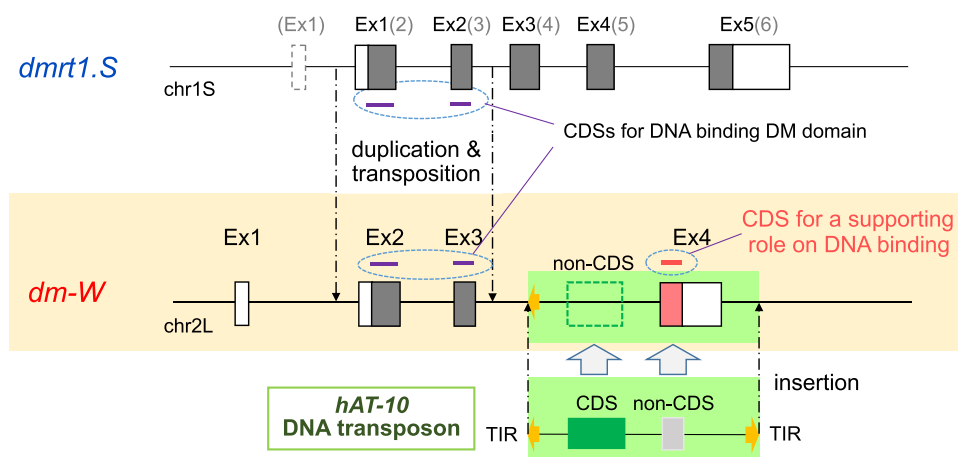 (Ex1) Ex1(2) Ex2(3) Ex3(4) Ex4(5) Ex5(6)
dmrt1.S
chr1S
CDSs for DNA binding DM domain
duplication &
transposition
CDS for a supporting
role on DNA binding
Ex1 Ex2 Ex3 Ex4
non-CDS
dm-W
chr2L
insertion
hAT-10
DNA transposon
CDS non-CDS
TIR TIR